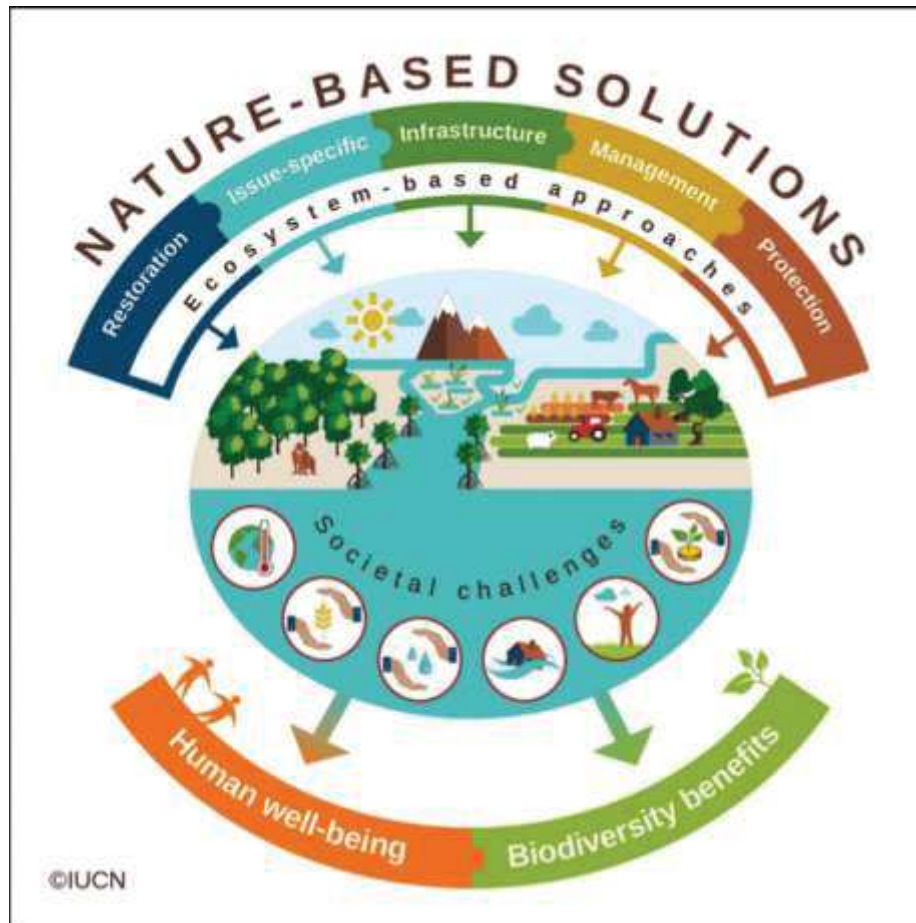 NATURE-BASED SOLUTIONS
Restoration
Issue-specific
Infrastructure
Management
Protection
Ecosystem-based approaches
Societal challenges
Human well-being
Biodiversity benefits
©IUCN